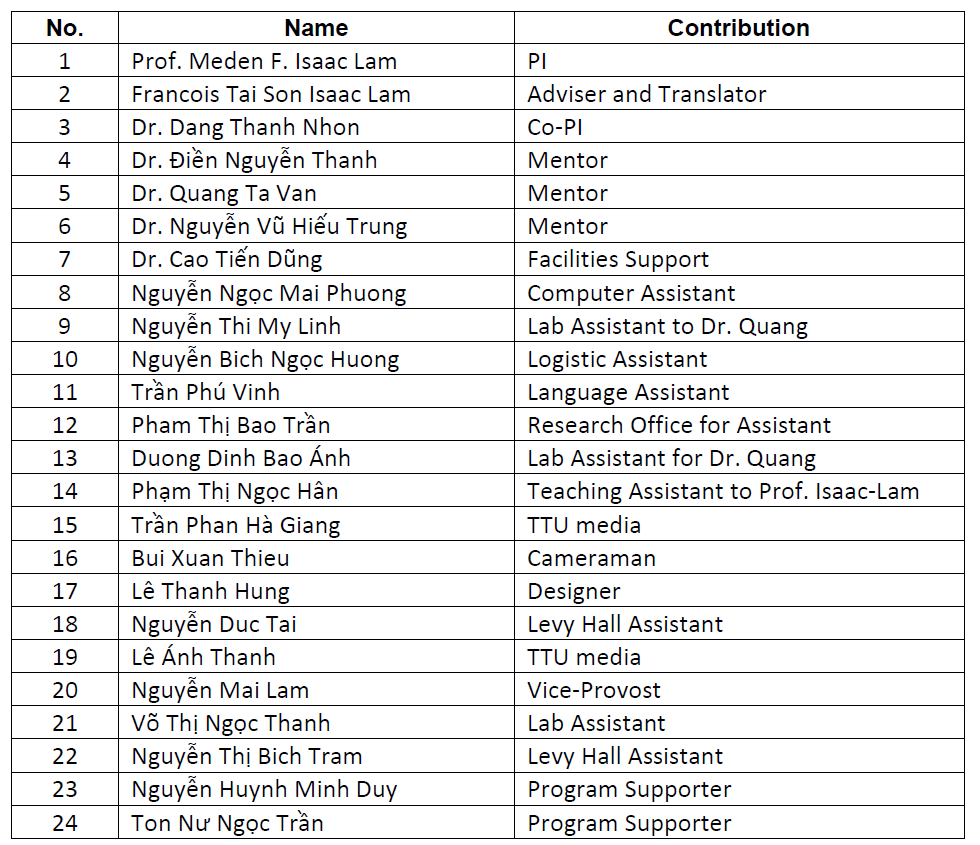 No. Name Contribution
1 Prof. Meden F. Isaac Lam PI
2 Francois Tai Son Isaac Lam Adviser and Translator
3 Dr. Dang Thanh Nhon Co-PI
4 Dr. Điền Nguyễn Thanh Mentor
5 Dr. Quang Ta Van Mentor
6 Dr. Nguyễn Vũ Hiếu Trung Mentor
7 Dr. Cao Tiến Dũng Facilities Support
8 Nguyễn Ngọc Mai Phuong Computer Assistant
9 Nguyễn Thi My Linh Lab Assistant to Dr. Quang
10 Nguyễn Bich Ngọc Huong Logistic Assistant
11 Trần Phú Vinh Language Assistant
12 Pham Thị Bao Trần Research Office for Assistant
13 Duong Dinh Bao Ánh Lab Assistant for Dr. Quang
14 Phạm Thị Ngọc Hân Teaching Assistant to Prof. Isaac-Lam
15 Trần Phan Hà Giang TTU media
16 Bui Xuan Thieu Cameraman
17 Lê Thanh Hung Designer
18 Nguyễn Duc Tai Levy Hall Assistant
19 Lê Ánh Thanh TTU media
20 Nguyễn Mai Lam Vice-Provost
21 Võ Thị Ngọc Thanh Lab Assistant
22 Nguyễn Thị Bich Tram Levy Hall Assistant
23 Nguyễn Huynh Minh Duy Program Supporter
24 Ton Nư Ngọc Trần Program Supporter